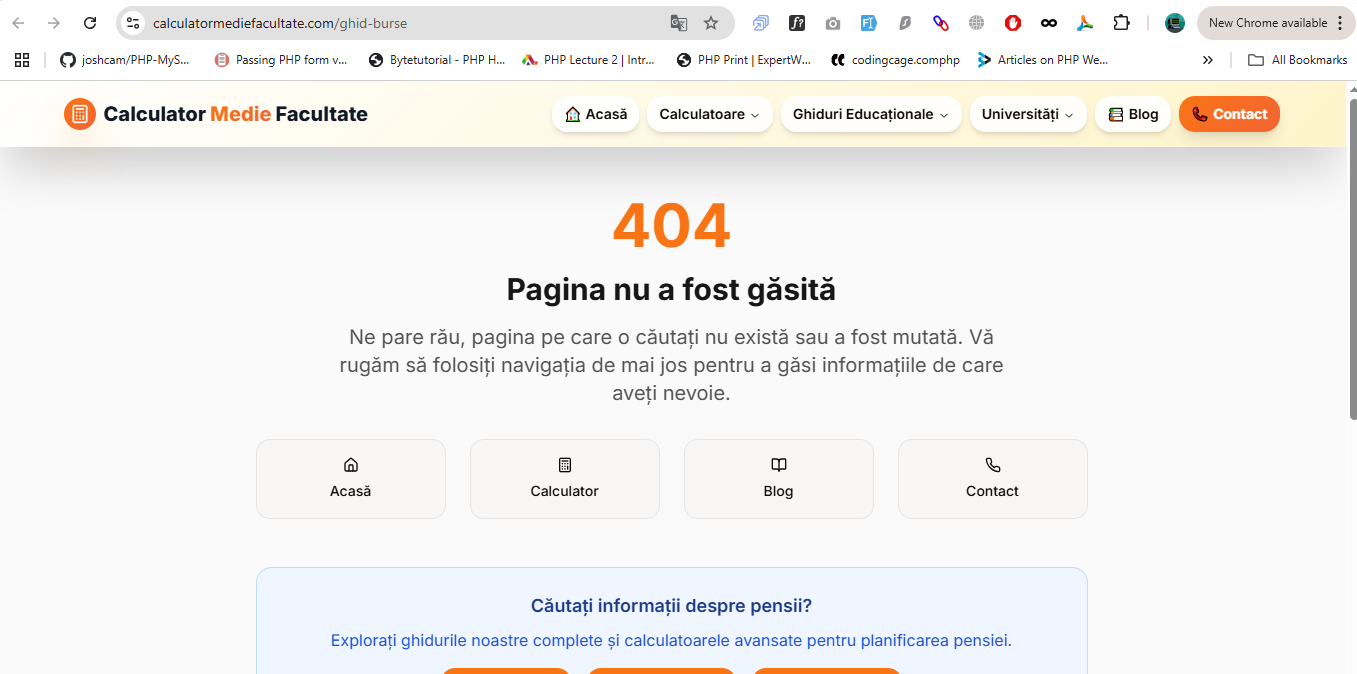 calculatormediefacultate.com/ghid-burse
New Chrome available
joshcam/PHP-MyS...
Passing PHP form v...
Bytetutorial - PHP H...
PHP Lecture 2 | Intr...
PHP Print | ExpertW...
codingcage.comphp
Articles on PHP We...
All Bookmarks
Calculator Medie Facultate
Acasă
Calculatoare
Ghiduri Educaționale
Universități
Blog
Contact
404
Pagina nu a fost găsită
Ne pare rău, pagina pe care o căutați nu există sau a fost mutată. Vă
rugăm să folosiți navigația de mai jos pentru a găsi informațiile de care
aveți nevoie.
Acasă
Calculator
Blog
Contact
Căutați informații despre pensii?
Explorați ghidurile noastre complete și calculatoarele avansate pentru planificarea pensiei.